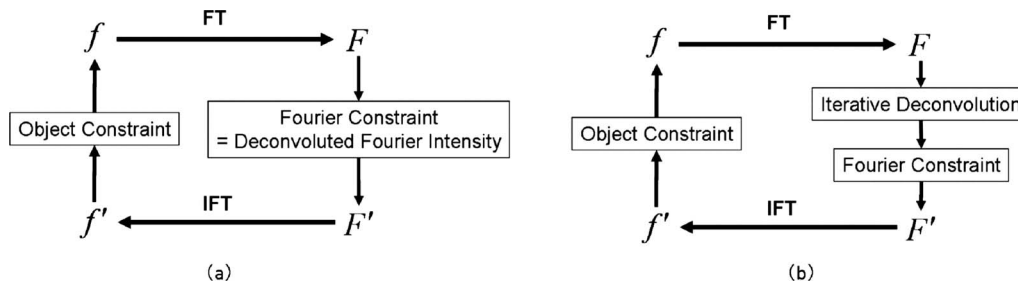 f
FT
F
Object Constraint
Fourier Constraint
= Deconvoluted Fourier Intensity
f'
IFT
F'
(a)
f
FT
F
Iterative Deconvolution
Object Constraint
Fourier Constraint
f'
IFT
F'
(b)